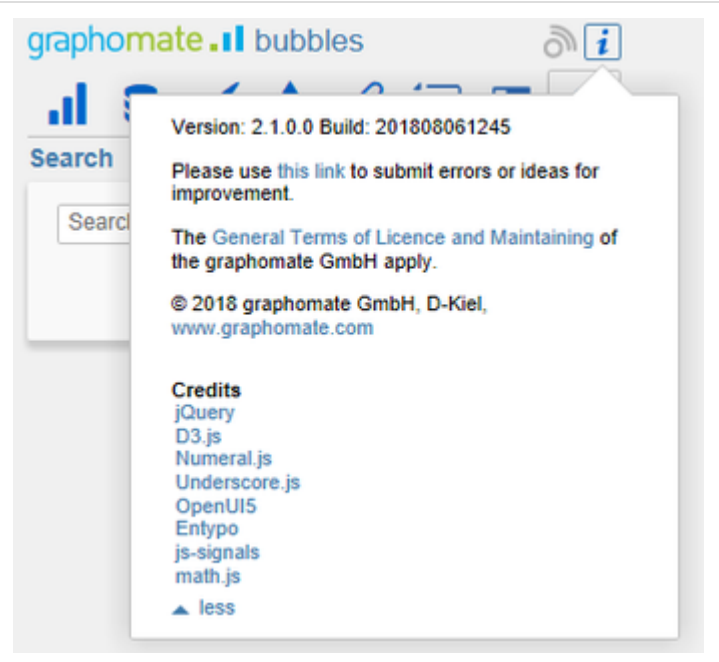 graphomate bubbles
Version: 2.1.0.0 Build: 201808061245
Search
Please use this link to submit errors or ideas for
improvement.
The General Terms of Licence and Maintaining of
the graphomate GmbH apply.
© 2018 graphomate GmbH, D-Kiel,
www.graphomate.com
Credits
jQuery
D3.js
Numeral.js
Underscore.js
OpenUI5
Entypo
js-signals
math.js
less